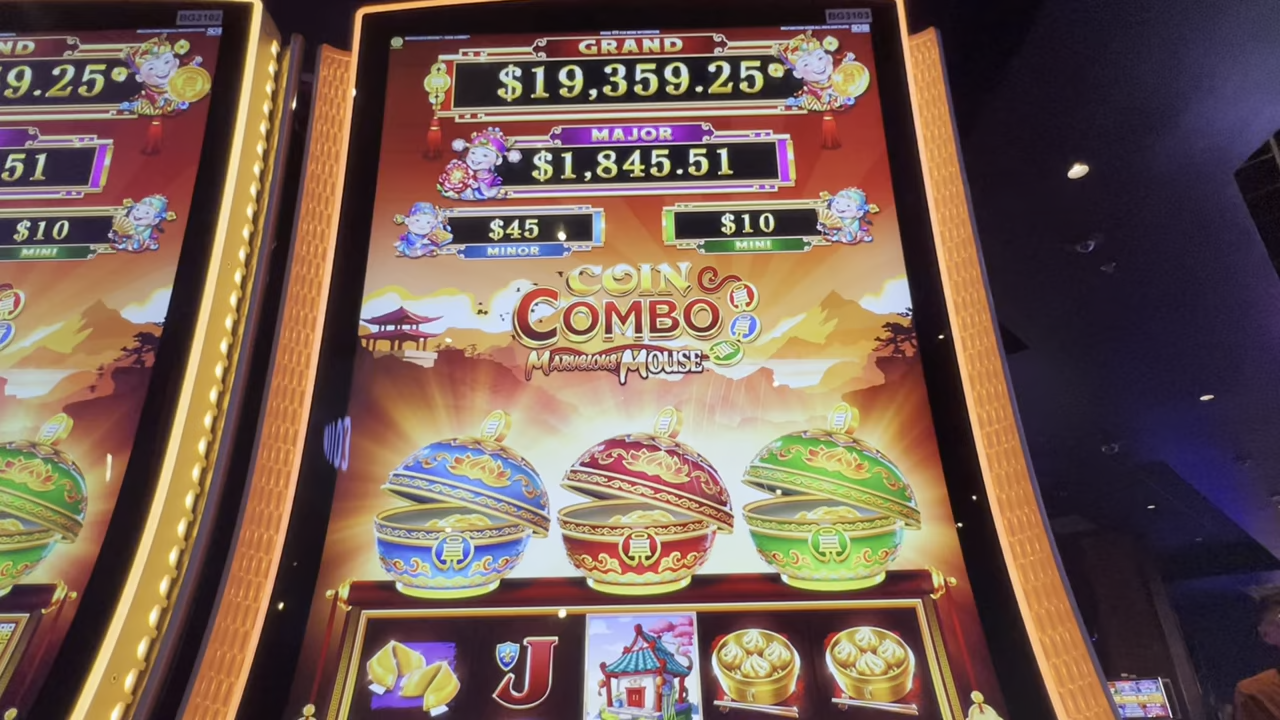 BG3102
BG3103
ND
9.25
GRAND
$19,359.25
51
MAJOR
$1,845.51
$10
MINI
$45
MINOR
$10
MINI
COIN
COMBO
MARVELOUS MOUSE
J